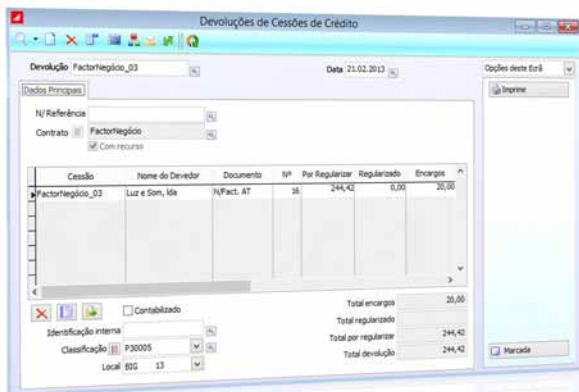 Devoluções de Cessões de Crédito
Devolução FactorNegócio_03 Data 21.02.2013 Opções deste Ecrã
Dados Principais Imprimir
N/ Referência
Contrato FactorNegócio
Com recurso
Cessão Nome do Devedor Documento Nº Por Regularizar Regularizado Encargos
FactorNegócio_03 Luz e Som, lda N/Fact. AT 16 244,42 0,00 20,00
Contabilizado Total encargos 20,00
Identificação interna Total regularizado
Classificação P30005 Total por regularizar 244,42
Local BIG 13 Total devolução 244,42
Marcada